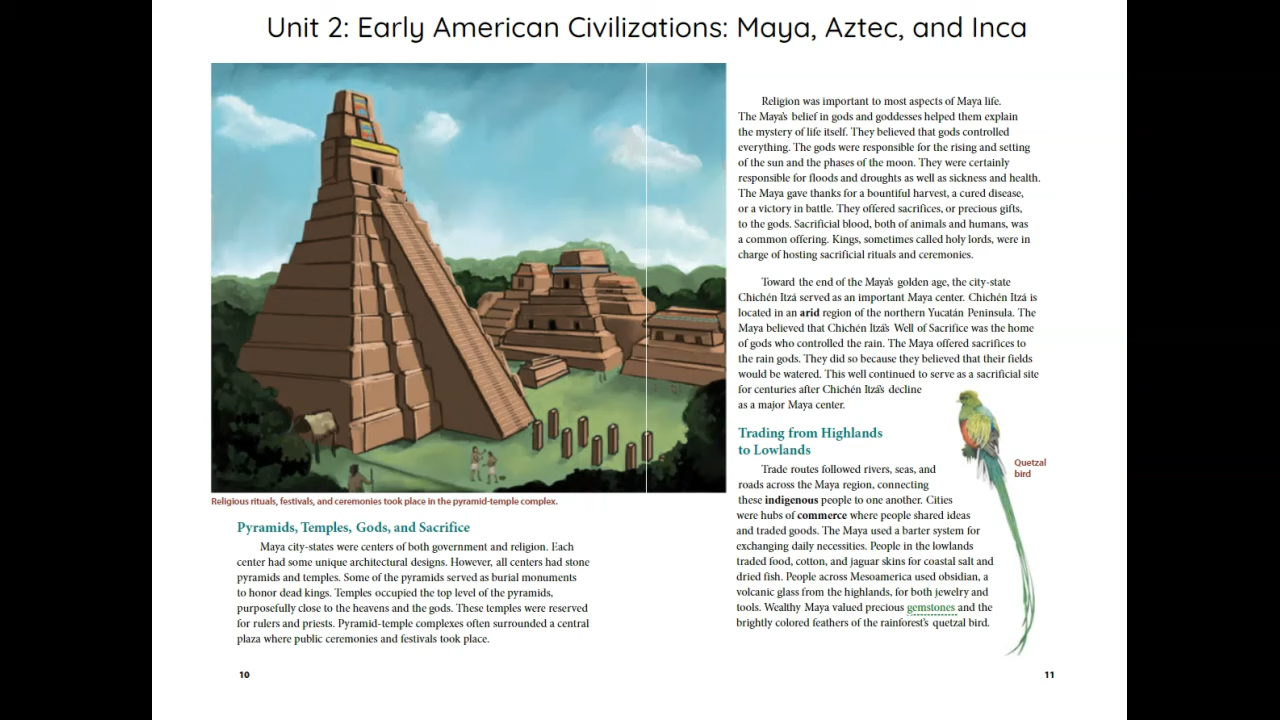 Unit 2: Early American Civilizations: Maya, Aztec, and Inca
Religious rituals, festivals, and ceremonies took place in the pyramid-temple complex.
Pyramids, Temples, Gods, and Sacrifice
Maya city-states were centers of both government and religion. Each
center had some unique architectural designs. However, all centers had stone
pyramids and temples. Some of the pyramids served as burial monuments
to honor dead kings. Temples occupied the top level of the pyramids,
purposefully close to the heavens and the gods. These temples were reserved
for rulers and priests. Pyramid-temple complexes often surrounded a central
plaza where public ceremonies and festivals took place.
10
Religion was important to most aspects of Maya life.
The Maya's belief in gods and goddesses helped them explain
the mystery of life itself. They believed that gods controlled
everything. The gods were responsible for the rising and setting
of the sun and the phases of the moon. They were certainly
responsible for floods and droughts as well as sickness and health.
The Maya gave thanks for a bountiful harvest, a cured disease,
or a victory in battle. They offered sacrifices, or precious gifts,
to the gods. Sacrificial blood, both of animals and humans, was
a common offering. Kings, sometimes called holy lords, were in
charge of hosting sacrificial rituals and ceremonies.
Toward the end of the Maya's golden age, the city-state
Chichén Itzá served as an important Maya center. Chichén Itzá is
located in an arid region of the northern Yucatán Peninsula. The
Maya believed that Chichén Itzá's Well of Sacrifice was the home
of gods who controlled the rain. The Maya offered sacrifices to
the rain gods. They did so because they believed that their fields
would be watered. This well continued to serve as a sacrificial site
for centuries after Chichén Itzá's decline
as a major Maya center.
Trading from Highlands
to Lowlands
Trade routes followed rivers, seas, and
roads across the Maya region, connecting
these indigenous people to one another. Cities
were hubs of commerce where people shared ideas
and traded goods. The Maya used a barter system for
exchanging daily necessities. People in the lowlands
traded food, cotton, and jaguar skins for coastal salt and
dried fish. People across Mesoamerica used obsidian, a
volcanic glass from the highlands, for both jewelry and
tools. Wealthy Maya valued precious gemstones and the
brightly colored feathers of the rainforest's quetzal bird.
Quetzal
bird
11